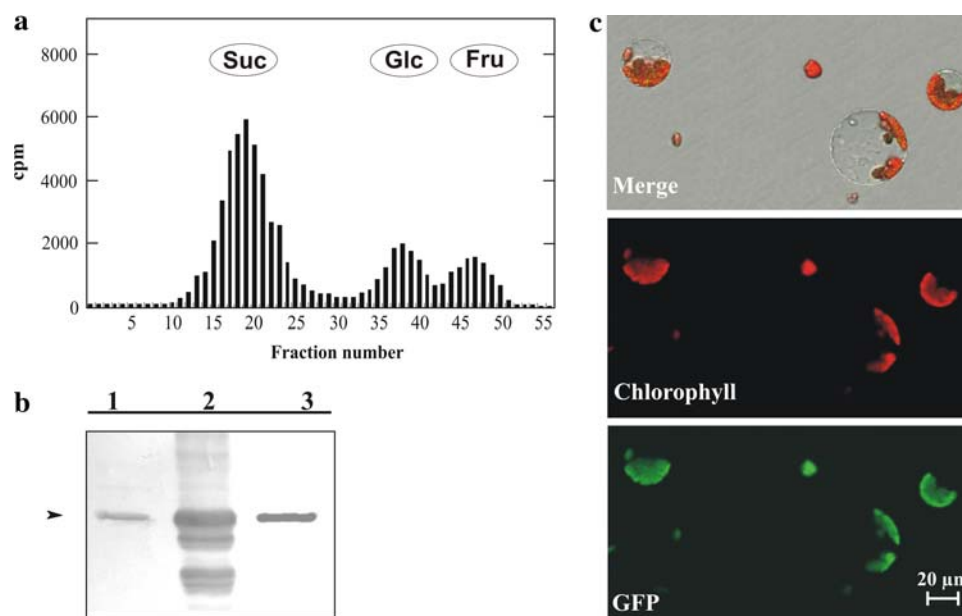 a
Suc Glc Fru
8000
6000
4000
2000
0
cpm
5 10 15 20 25 30 35 40 45 50 55
Fraction number
b
1 2 3
c
Merge
Chlorophyll
GFP
20 µm